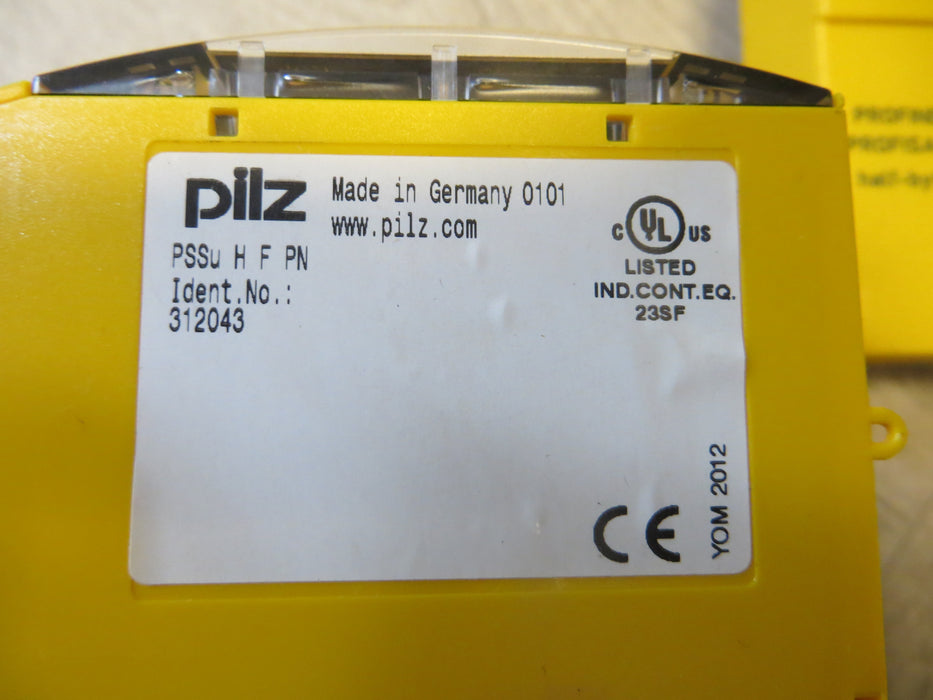 pilz
Made in Germany 0101
www.pilz.com
PSSu H F PN
Ident.No.:
312043
C UL US
LISTED
IND.CONT.EQ.
23SF
CE
YOM 2012